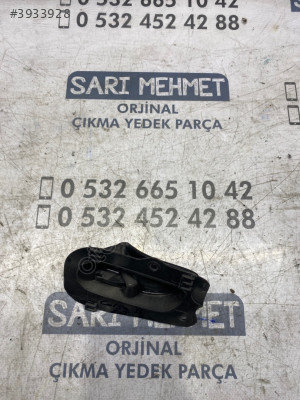 #3933928
0 532 665 10 42
0 532 452 42 88
SARI MEHMET
ORJİNAL
ÇIKMA YEDEK PARÇA
0 532 665 10 42
0 532 452 42 88
SARI MEHMET
ORJİNAL
ÇIKMA YEDEK PARÇA